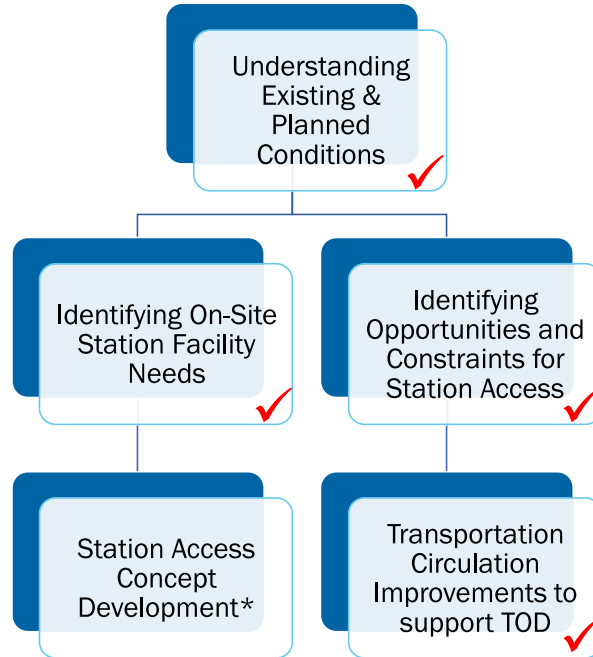 Understanding
Existing &
Planned
Conditions
Identifying On-Site
Station Facility
Needs
Identifying
Opportunities and
Constraints for
Station Access
Station Access
Concept
Development*
Transportation
Circulation
Improvements to
support TOD